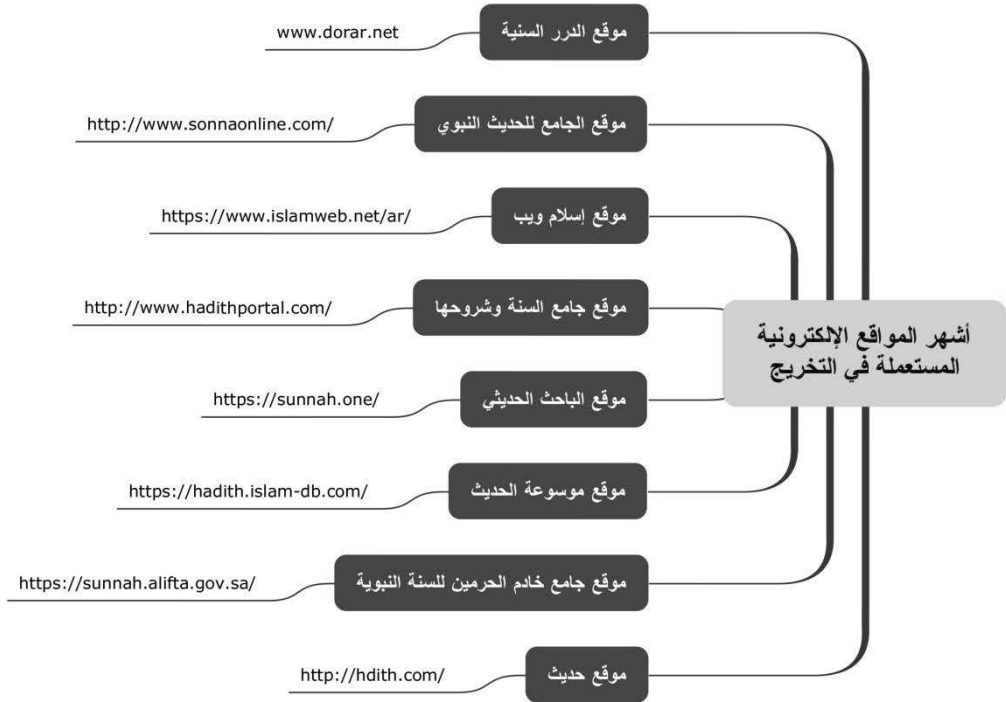 أشهر المواقع الإلكترونية
المستعملة في التخريج
موقع الدرر السنية
www.dorar.net
موقع الجامع للحديث النبوي
http://www.sonnaonline.com/
موقع إسلام ويب
https://www.islamweb.net/ar/
موقع جامع السنة وشروحها
http://www.hadithportal.com/
موقع الباحث الحديثي
https://sunnah.one/
موقع موسوعة الحديث
https://hadith.islam-db.com/
موقع جامع خادم الحرمين للسنة النبوية
https://sunnah.alifta.gov.sa/
موقع حديث
http://hdith.com/